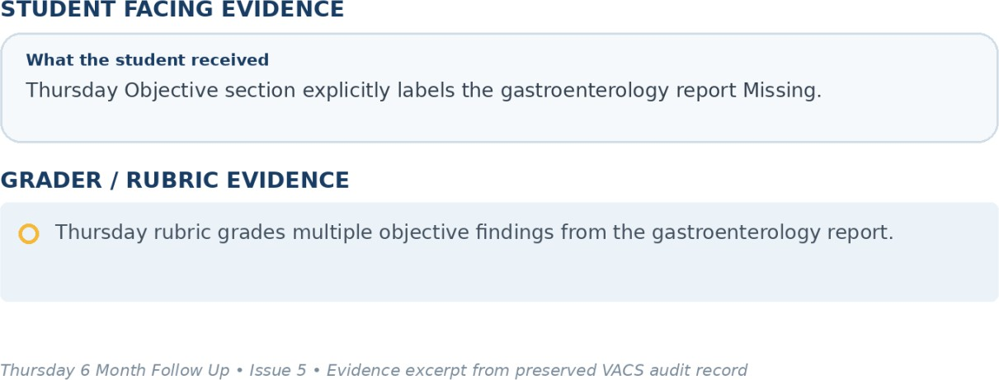 STUDENT FACING EVIDENCE
What the student received
Thursday Objective section explicitly labels the gastroenterology report Missing.
GRADER / RUBRIC EVIDENCE
Thursday rubric grades multiple objective findings from the gastroenterology report.
Thursday 6 Month Follow Up • Issue 5 • Evidence excerpt from preserved VACS audit record